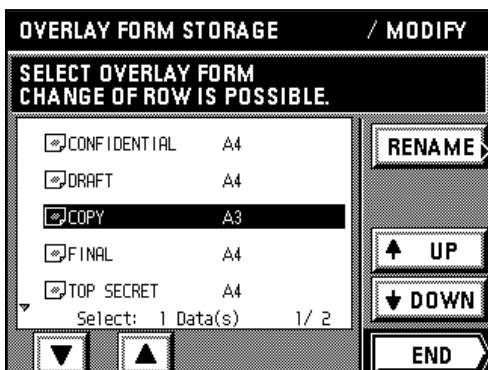 OVERLAY FORM STORAGE / MODIFY
SELECT OVERLAY FORM
CHANGE OF ROW IS POSSIBLE.
CONFIDENTIAL A4
RENAME
DRAFT A4
COPY A3
FINAL A4
UP
TOP SECRET A4
DOWN
Select: 1 Data(s) 1/ 2
END